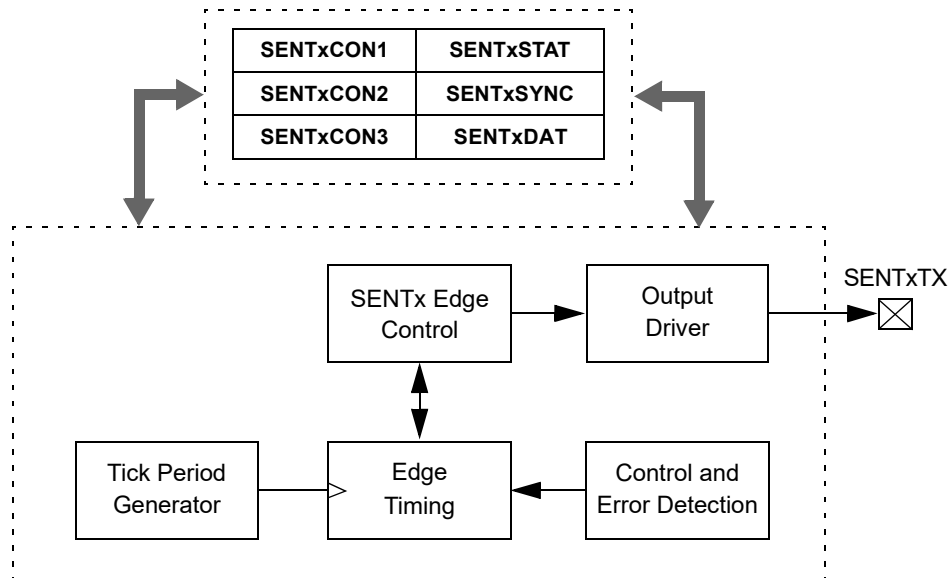 SENTxCON1 SENTxSTAT
SENTxCON2 SENTxSYNC
SENTxCON3 SENTxDAT
SENTxTX
SENTx Edge
Control
Output
Driver
Tick Period
Generator
Edge
Timing
Control and
Error Detection